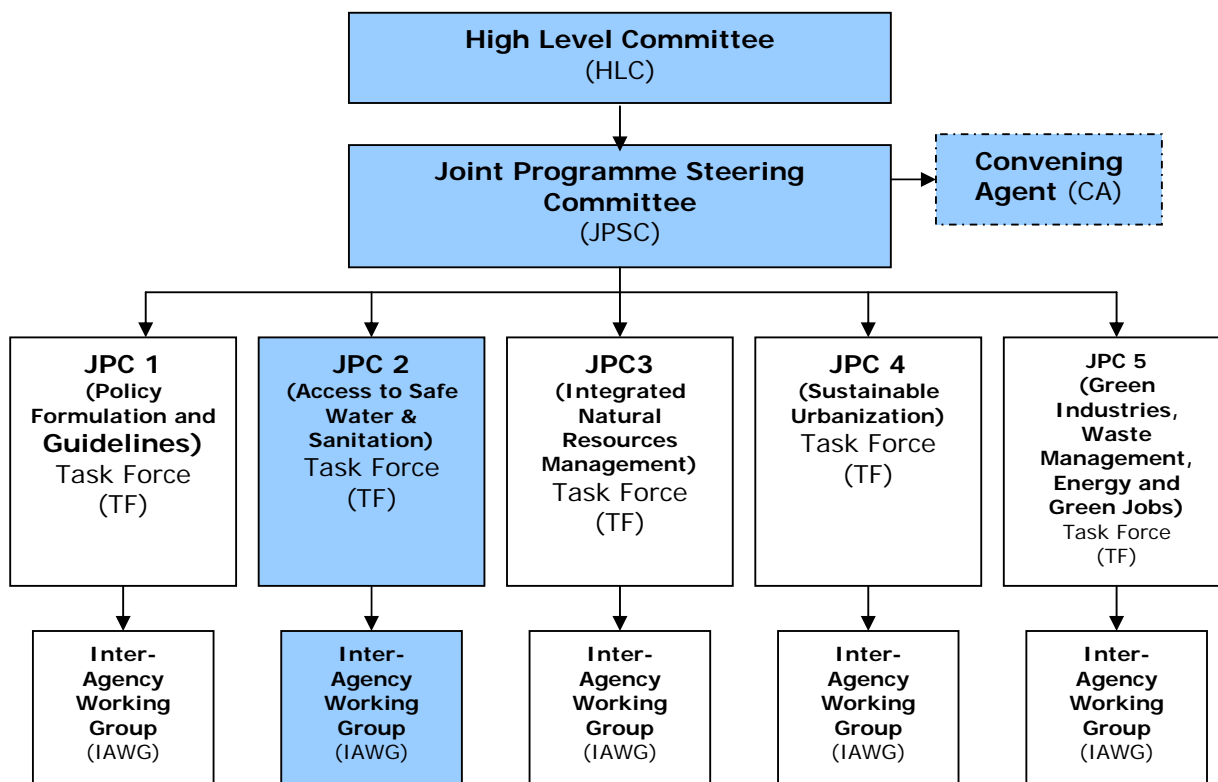 High Level Committee
(HLC)
Joint Programme Steering
Committee
(JPSC)
Convening
Agent (CA)
JPC 1
(Policy
Formulation and
Guidelines)
Task Force
(TF)
JPC 2
(Access to Safe
Water &
Sanitation)
Task Force
(TF)
JPC3
(Integrated
Natural
Resources
Management)
Task Force
(TF)
JPC 4
(Sustainable
Urbanization)
Task Force
(TF)
JPC 5
(Green
Industries,
Waste
Management,
Energy and
Green Jobs)
Task Force
(TF)
Inter-
Agency
Working
Group
(IAWG)
Inter-
Agency
Working
Group
(IAWG)
Inter-
Agency
Working
Group
(IAWG)
Inter-
Agency
Working
Group
(IAWG)
Inter-
Agency
Working
Group
(IAWG)